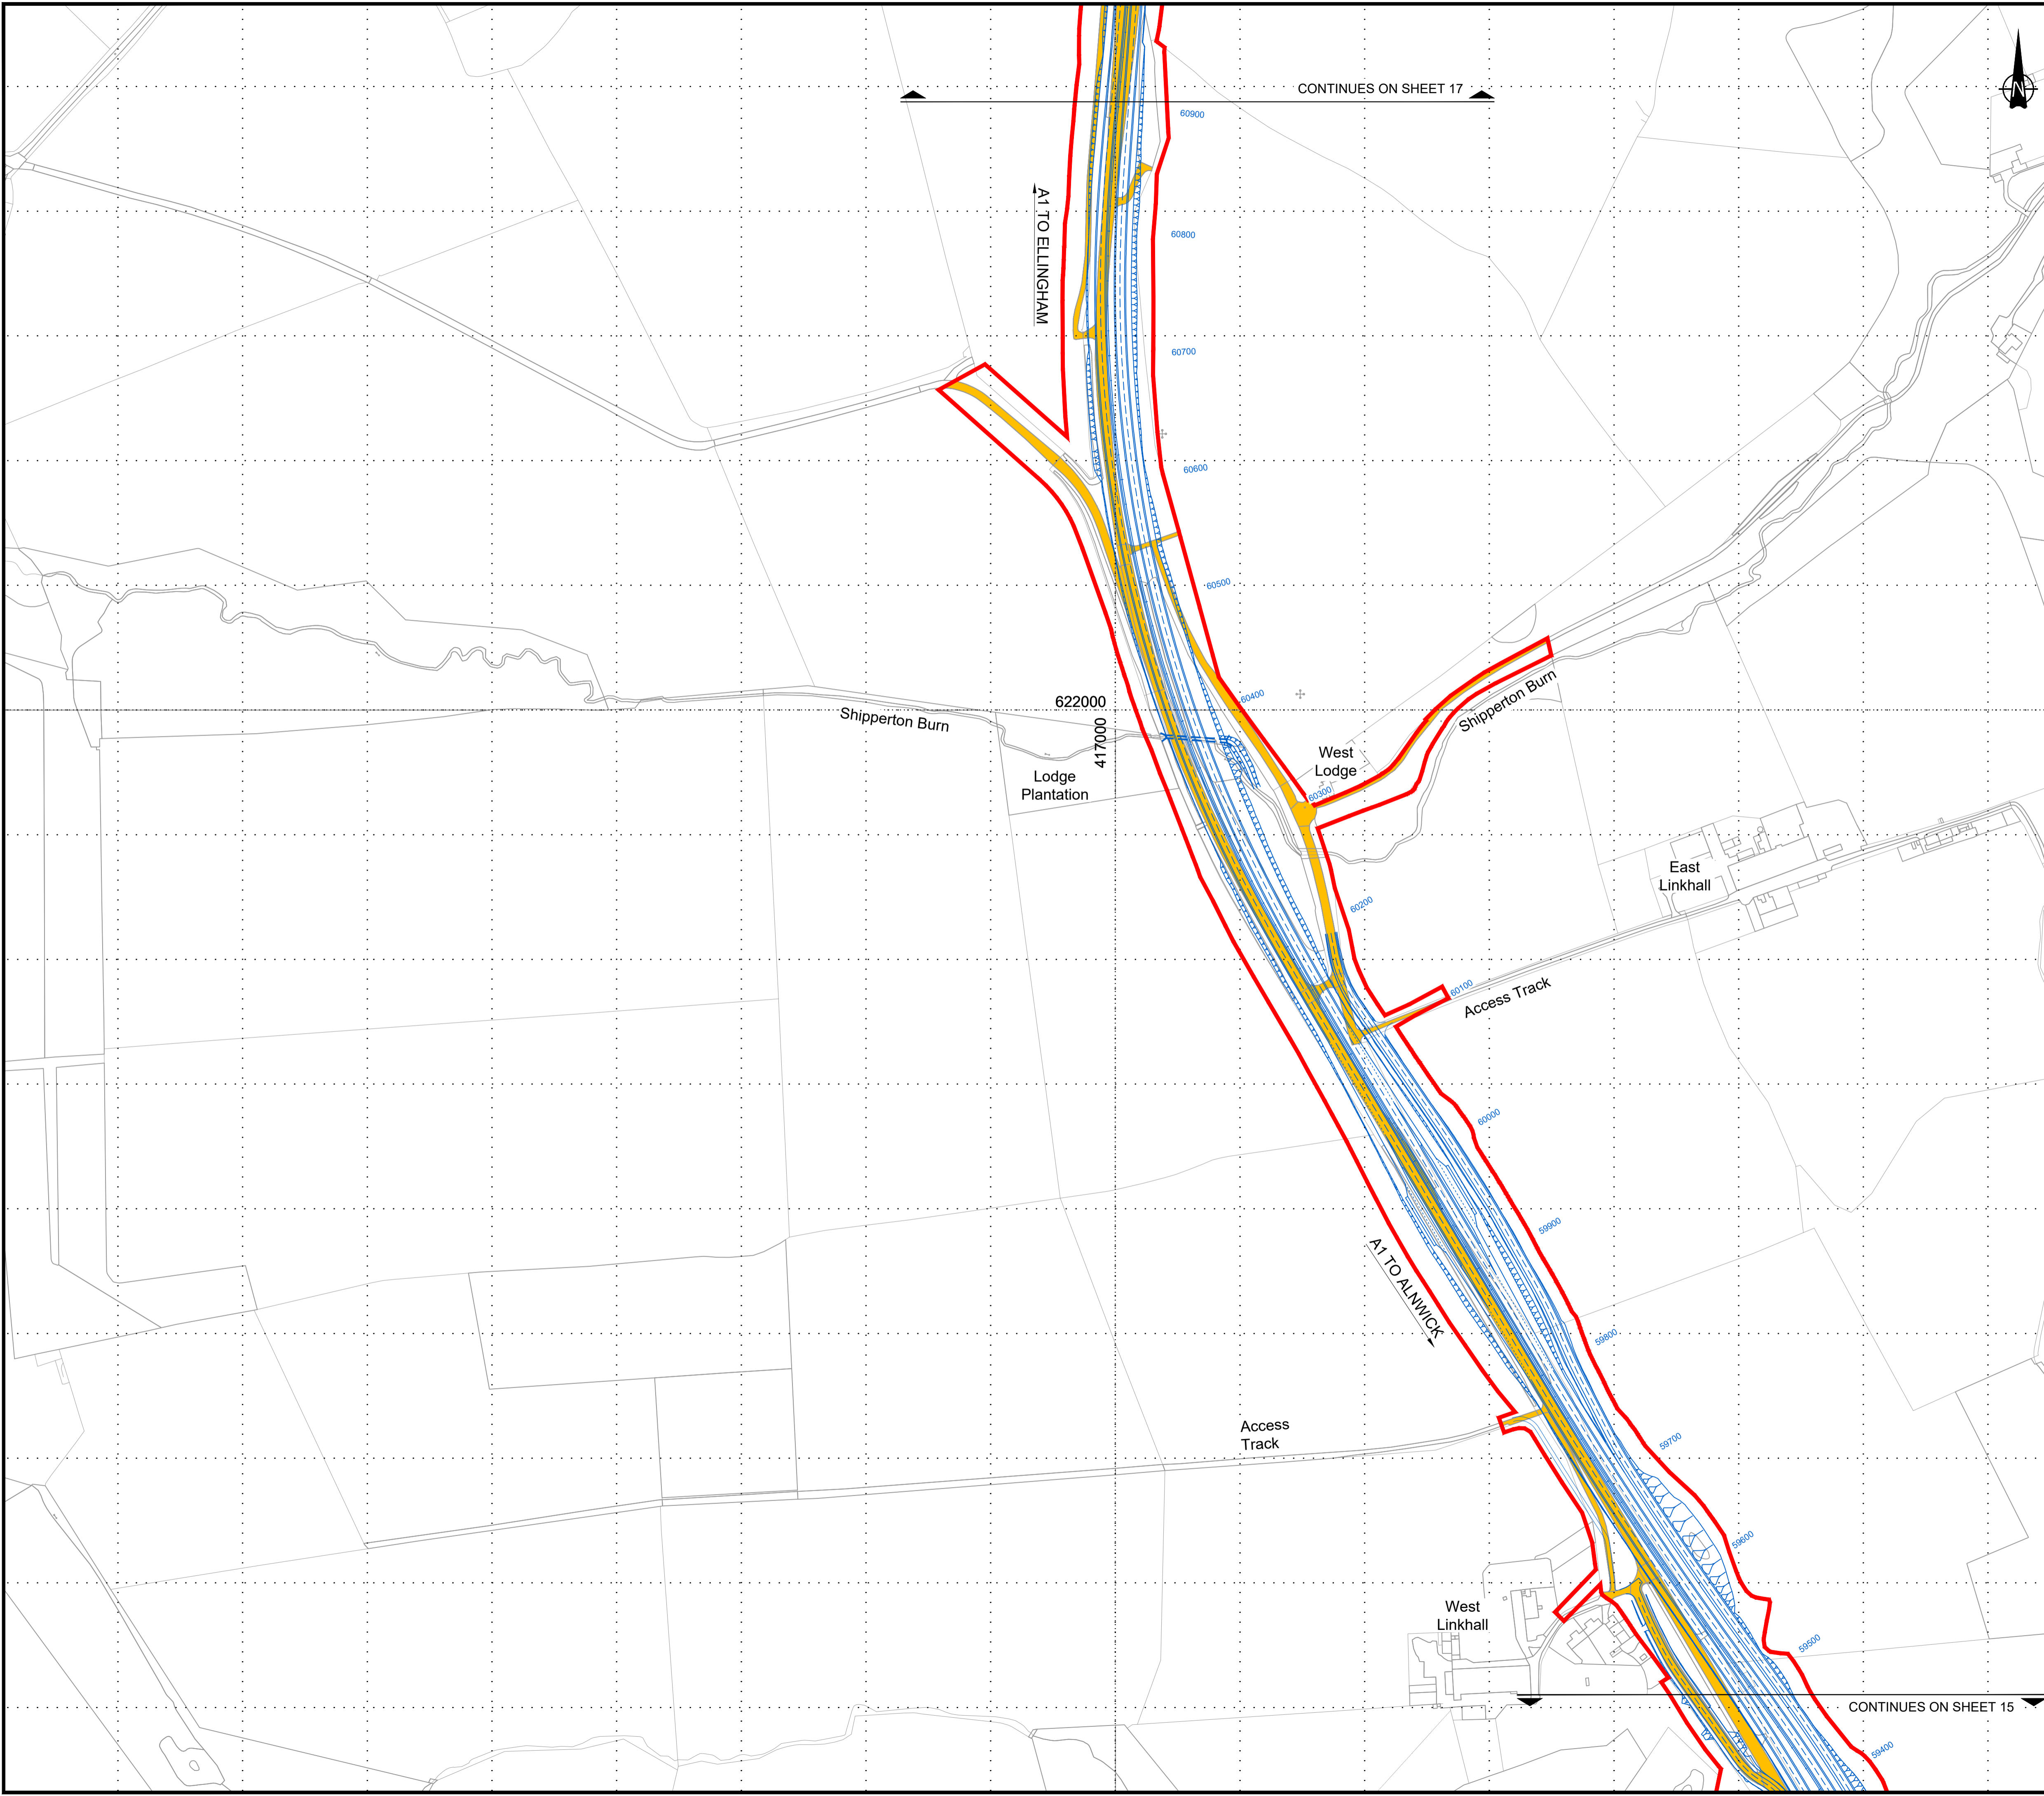 N
CONTINUES ON SHEET 17
60900
A1 TO ELLINGHAM
60800
60700
60600
60500
60400
622000
417000
Shipperton Burn
Shipperton Burn
West
Lodge
Lodge
Plantation
60300
East
Linkhall
60200
60100
Access Track
60000
59900
A1 TO ALNWICK
59800
Access
Track
59700
59600
West
Linkhall
59500
CONTINUES ON SHEET 15
59400